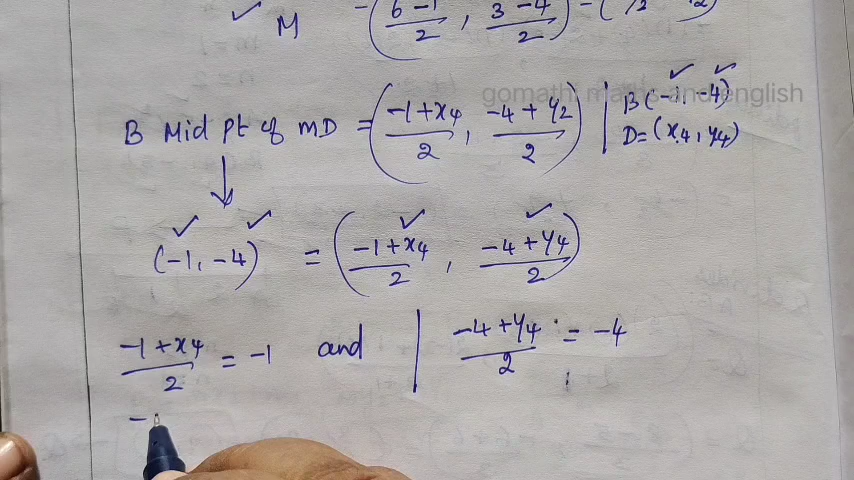 M = (6-1/2, 3-4/2) = (
gomathi maths and english
B Mid Pt of MD = (-1+x4/2, -4+y2/2) | B(-1, -4)
D=(x4, y4)
(-1, -4) = (-1+x4/2, -4+y4/2)
-1+x4/2 = -1 and | -4+y4/2 = -4
-